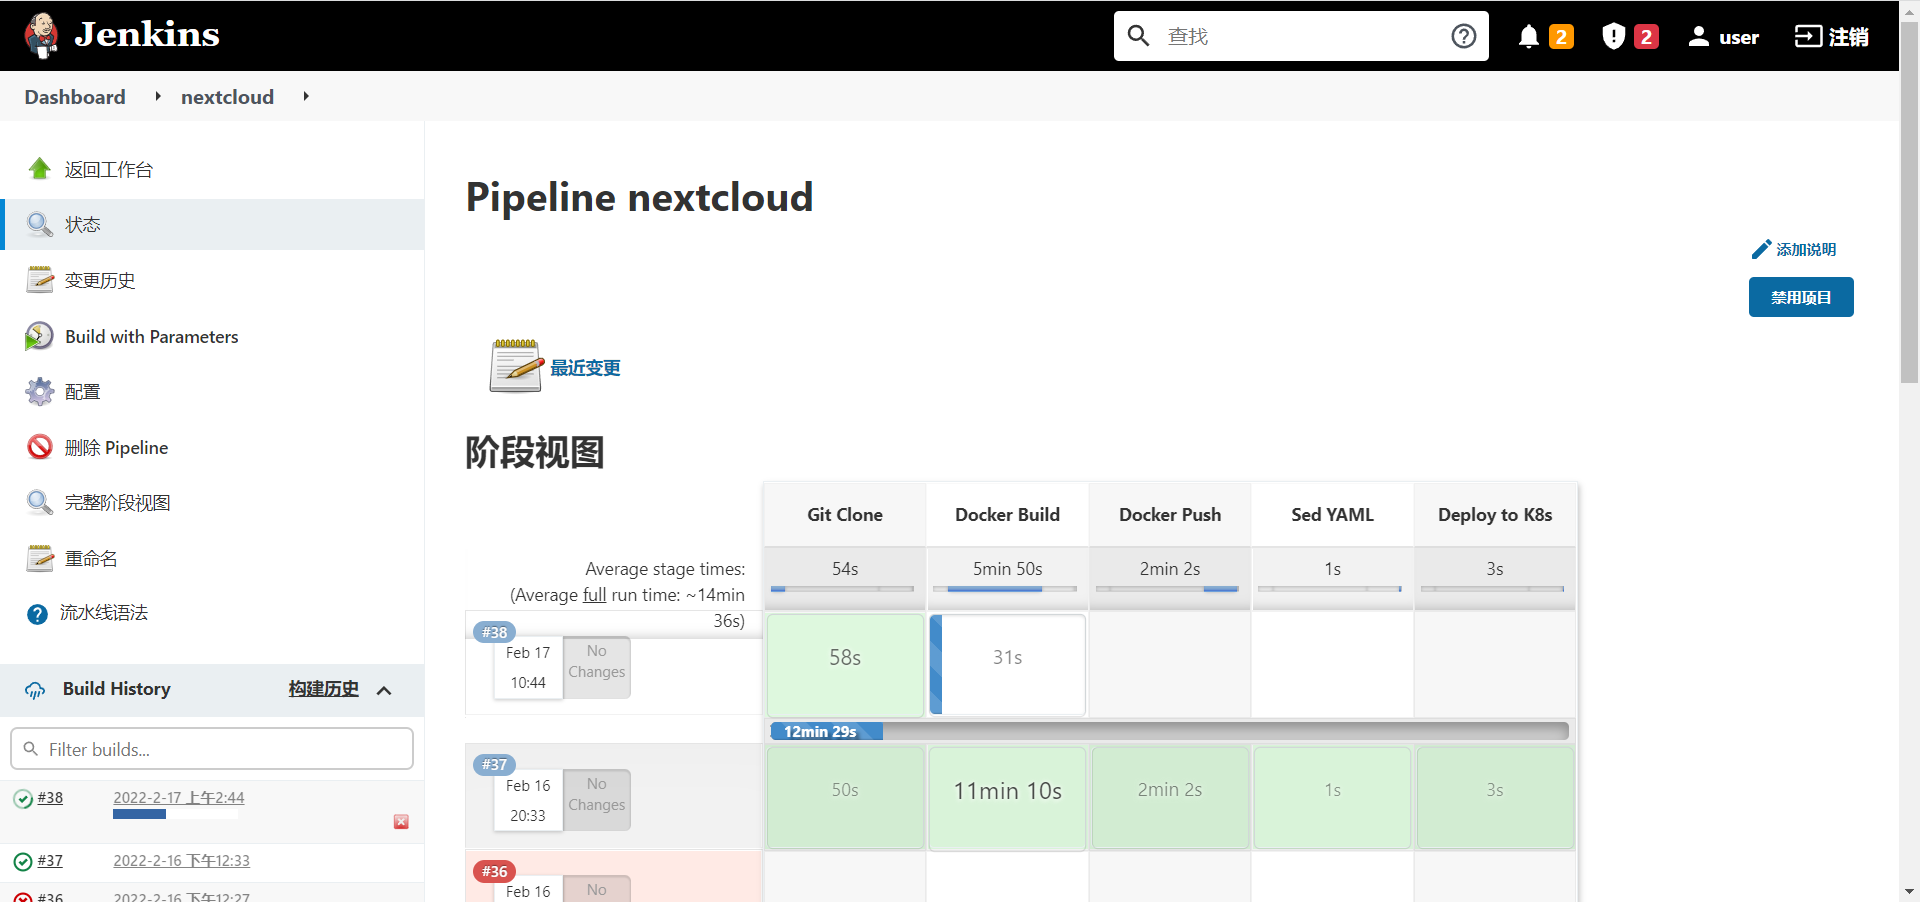 Jenkins
查找
2
2
user
注销
Dashboard
nextcloud
返回工作台
状态
变更历史
Build with Parameters
配置
删除 Pipeline
完整阶段视图
重命名
流水线语法
Build History
构建历史
Filter builds...
#38
2022-2-17 上午2:44
#37
2022-2-16 下午12:33
#36
2022-2-16 下午12:27
Pipeline nextcloud
添加说明
禁用项目
最近变更
阶段视图
Git Clone
Docker Build
Docker Push
Sed YAML
Deploy to K8s
Average stage times:
(Average full run time: ~14min
36s)
54s
5min 50s
2min 2s
1s
3s
#38
Feb 17
10:44
No
Changes
58s
31s
12min 29s
#37
Feb 16
20:33
No
Changes
50s
11min 10s
2min 2s
1s
3s
#36
Feb 16
No